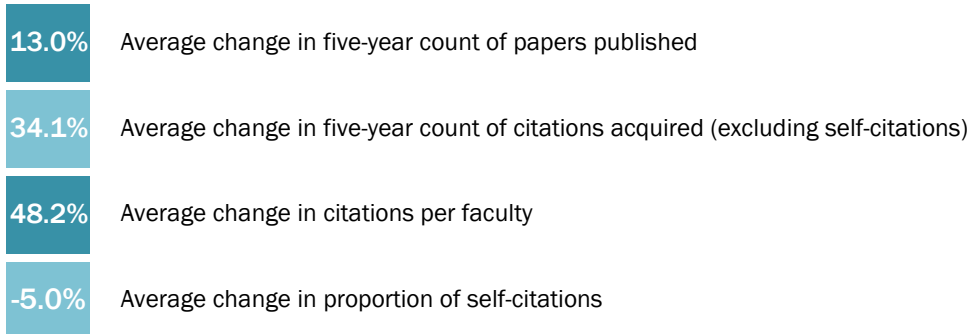 13.0% Average change in five-year count of papers published
34.1% Average change in five-year count of citations acquired (excluding self-citations)
48.2% Average change in citations per faculty
-5.0% Average change in proportion of self-citations